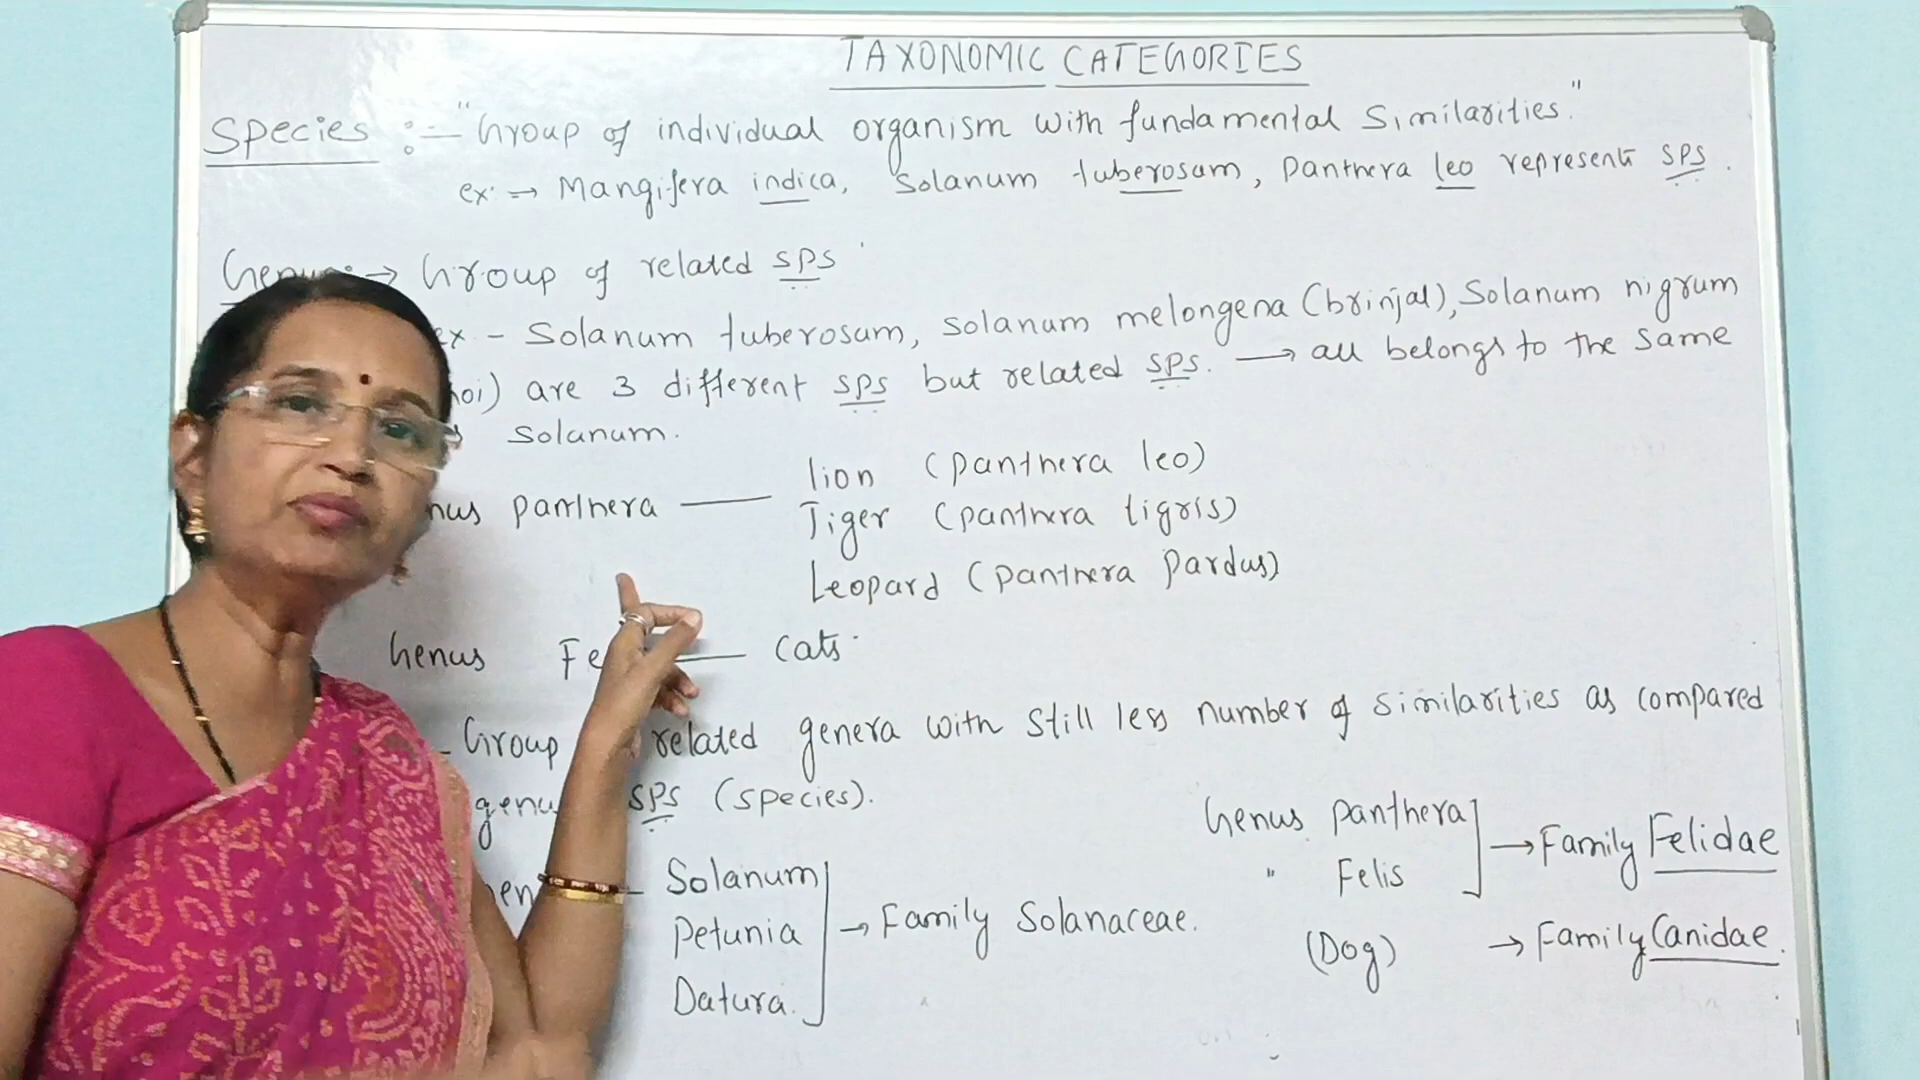 TAXONOMIC CATEGORIES
Species :- "Group of individual organism with fundamental Similarities."
ex: → Mangifera indica, Solanum tuberosum, Panthera leo represents sps.
Genus: → Group of related sps
ex - Solanum tuberosum, Solanum melongena (brinjal), Solanum nigrum
are 3 different sps but related sps. → all belongs to the same
Solanum.
panthera — lion (panthera leo)
Tiger (panthera tigris)
Leopard (panthera Pardus)
Genus — Cats
- Group related genera with still less number of similarities as compared
sps (species).
Solanum
Petunia → Family Solanaceae.
Datura.
Genus Panthera
" Felis → Family Felidae
(Dog) → Family Canidae.